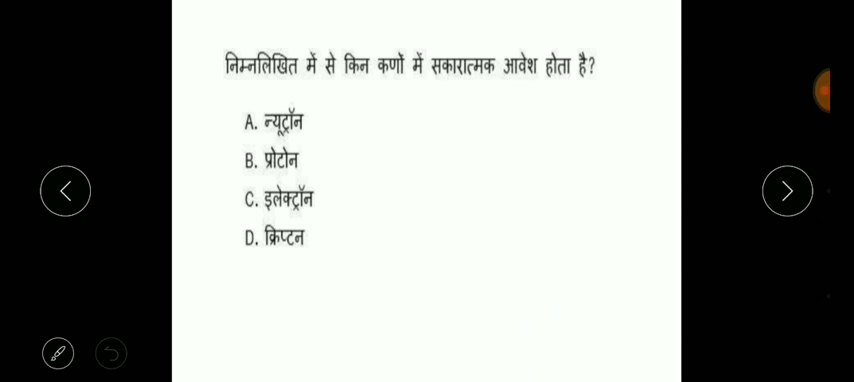 निम्नलिखित में से किन कणों में सकारात्मक आवेश होता है?
A. न्यूट्रॉन
B. प्रोटोन
C. इलेक्ट्रॉन
D. क्रिप्टन